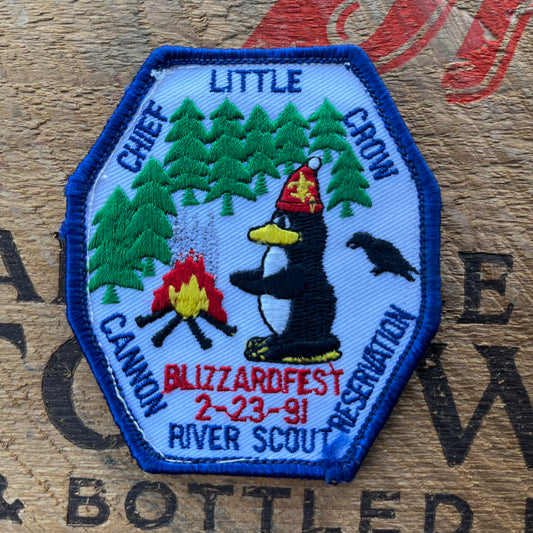 CHIEF LITTLE CROW
BLIZZARDFEST
2-23-91
CANNON RIVER SCOUT RESERVATION
& BOTTLED